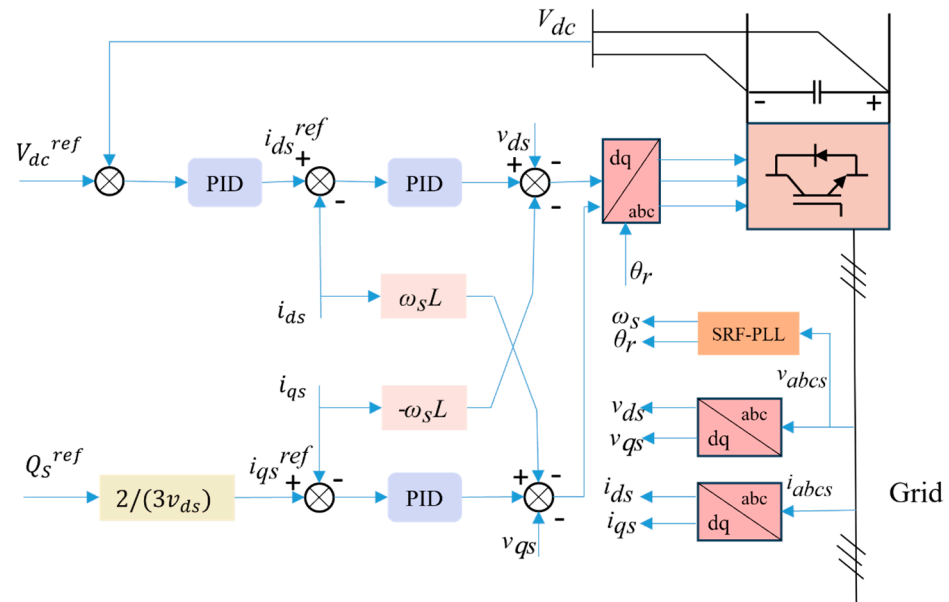 V_dc
- +
V_dc^ref
PID
i_ds^ref
+
-
PID
v_ds
+
-
-
dq
abc
θ_r
i_ds
ω_sL
i_qs
-ω_sL
ω_s
θ_r
SRF-PLL
v_abcs
v_ds
v_qs
abc
dq
Q_s^ref
2/(3v_ds)
i_qs^ref
+
-
PID
+
-
-
v_qs
i_ds
i_qs
abc
dq
i_abcs
Grid